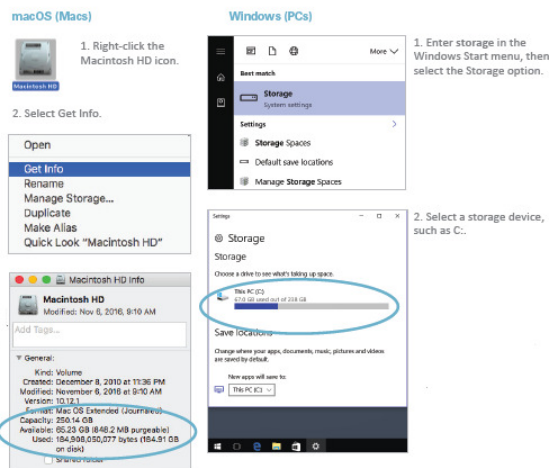 macOS (Macs)
1. Right-click the
Macintosh HD icon.
Macintosh HD
2. Select Get Info.
Open
Get Info
Rename
Manage Storage...
Duplicate
Make Alias
Quick Look "Macintosh HD"
Macintosh HD Info
Macintosh HD
Modified: Nov 6, 2016, 9:10 AM
Add Tags...
General:
Kind: Volume
Created: December 8, 2010 at 11:36 PM
Modified: November 6, 2016 at 9:10 AM
Version: 10.12.1
Format: Mac OS Extended (Journaled)
Capacity: 250.14 GB
Available: 65.23 GB (848.2 MB purgeable)
Used: 184,908,050,077 bytes (184.91 GB
on disk)
Shared folder
Windows (PCs)
More
Best match
Storage
System settings
Settings
Storage Spaces
Default save locations
Manage Storage Spaces
1. Enter storage in the
Windows Start menu, then
select the Storage option.
Settings
Storage
Storage
Choose a drive to see what's taking up space.
This PC (C:)
67.0 GB used out of 238 GB
Save locations
Change where your apps, documents, music, pictures and videos
are saved by default.
New apps will save to:
This PC (C:)
2. Select a storage device,
such as C:.